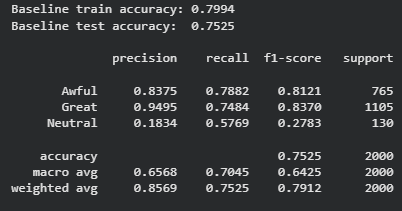 Baseline train accuracy: 0.7994
Baseline test accuracy:  0.7525
precision    recall  f1-score   support
Awful     0.8375    0.7882    0.8121       765
Great     0.9495    0.7484    0.8370      1105
Neutral     0.1834    0.5769    0.2783       130
accuracy                         0.7525      2000
macro avg     0.6568    0.7045    0.6425      2000
weighted avg     0.8569    0.7525    0.7912      2000